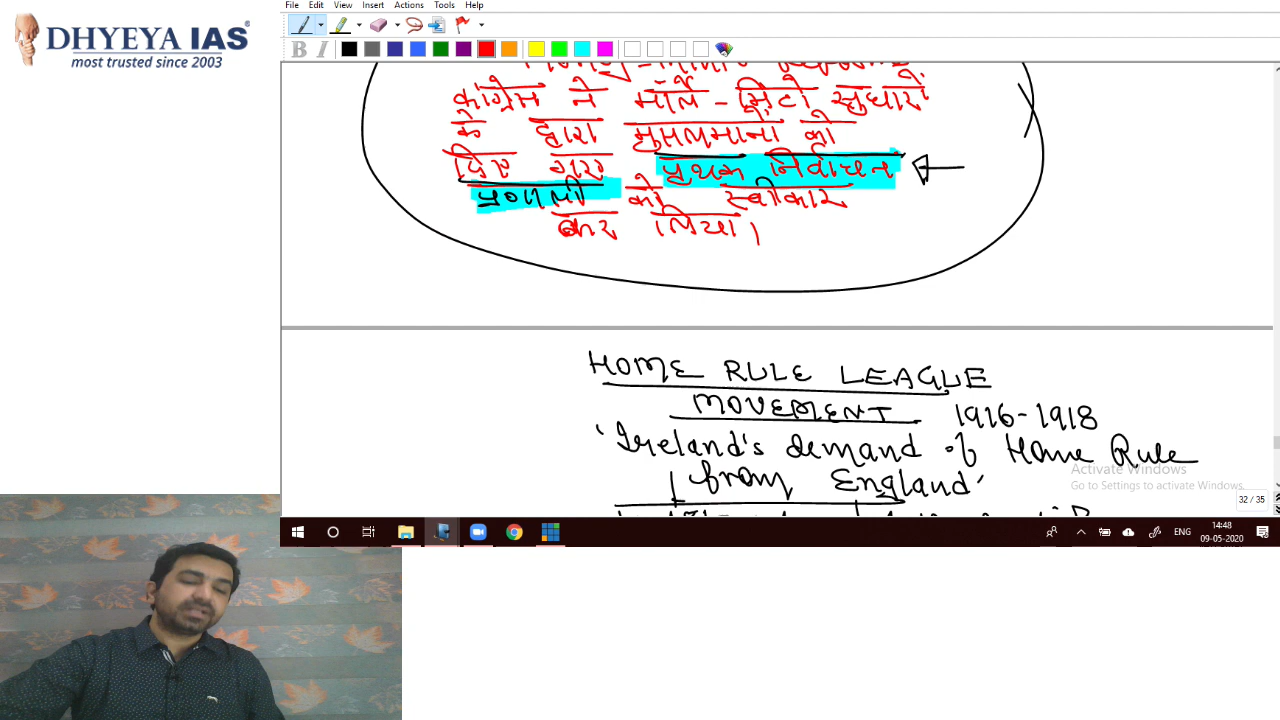 DHYEYA IAS
most trusted since 2003
File Edit View Insert Actions Tools Help
B I
कांग्रेस ने मार्ले - मिंटो सुधारों
के द्वारा मुसलमानों को
दिए गए पृथक निर्वाचन
प्रणाली को स्वीकार
कर लिया।
HOME RULE LEAGUE
MOVEMENT 1916-1918
'Ireland's demand of Home Rule
from England'
Activate Windows
Go to Settings to activate Windows.
32 / 35
ENG
14:48
09-05-2020